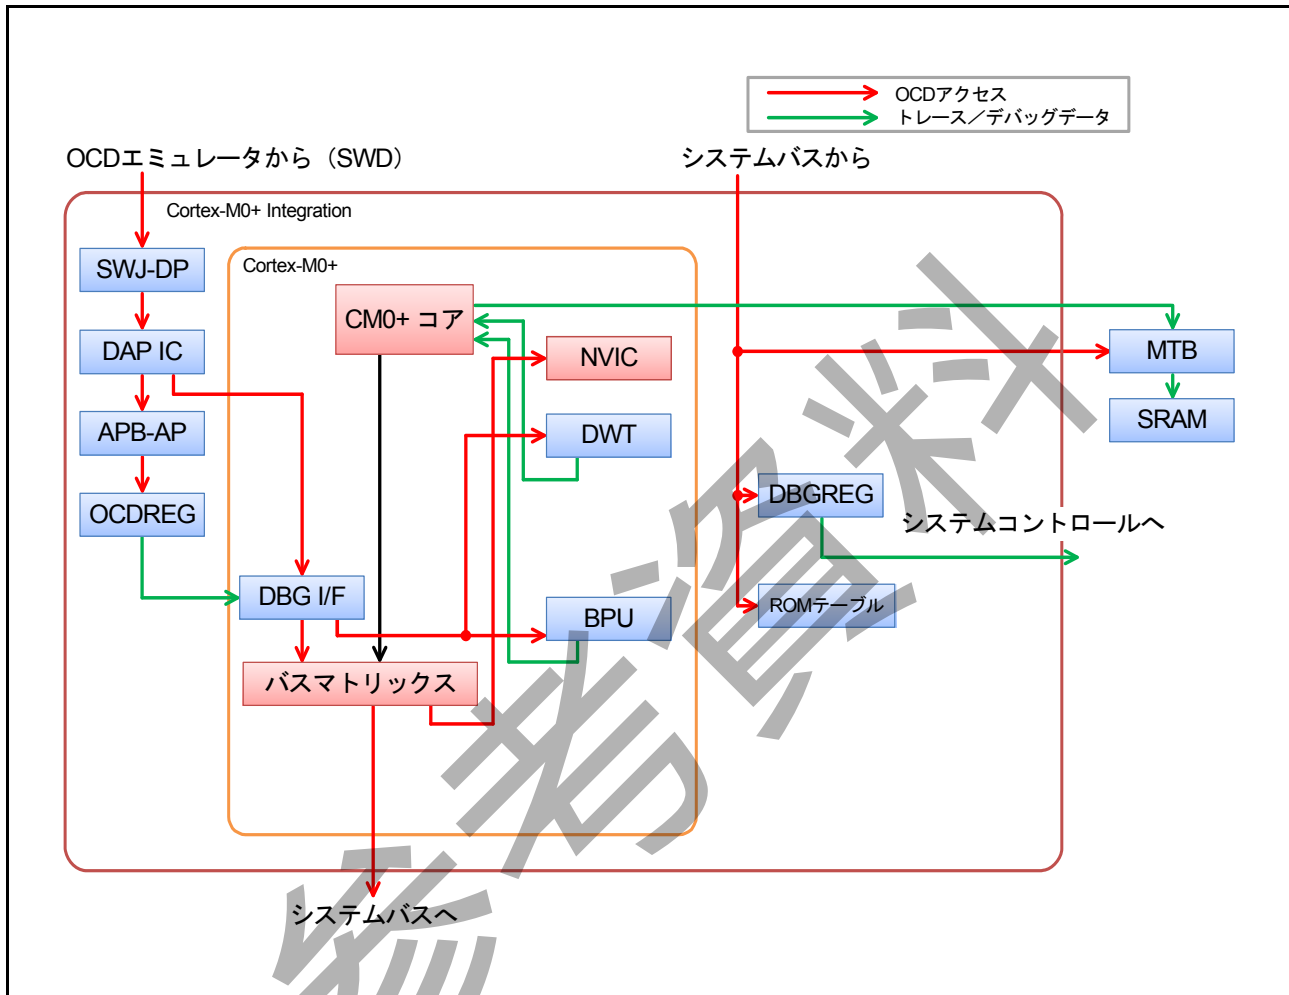 OCDアクセス
トレース／デバッグデータ
OCDエミュレータから（SWD）
システムバスから
Cortex-M0+ Integration
SWJ-DP
Cortex-M0+
CM0+ コア
DAP IC
NVIC
MTB
APB-AP
DWT
SRAM
OCDREG
DBGREG
システムコントロールへ
DBG I/F
BPU
ROMテーブル
バスマトリックス
システムバスへ
参考資料